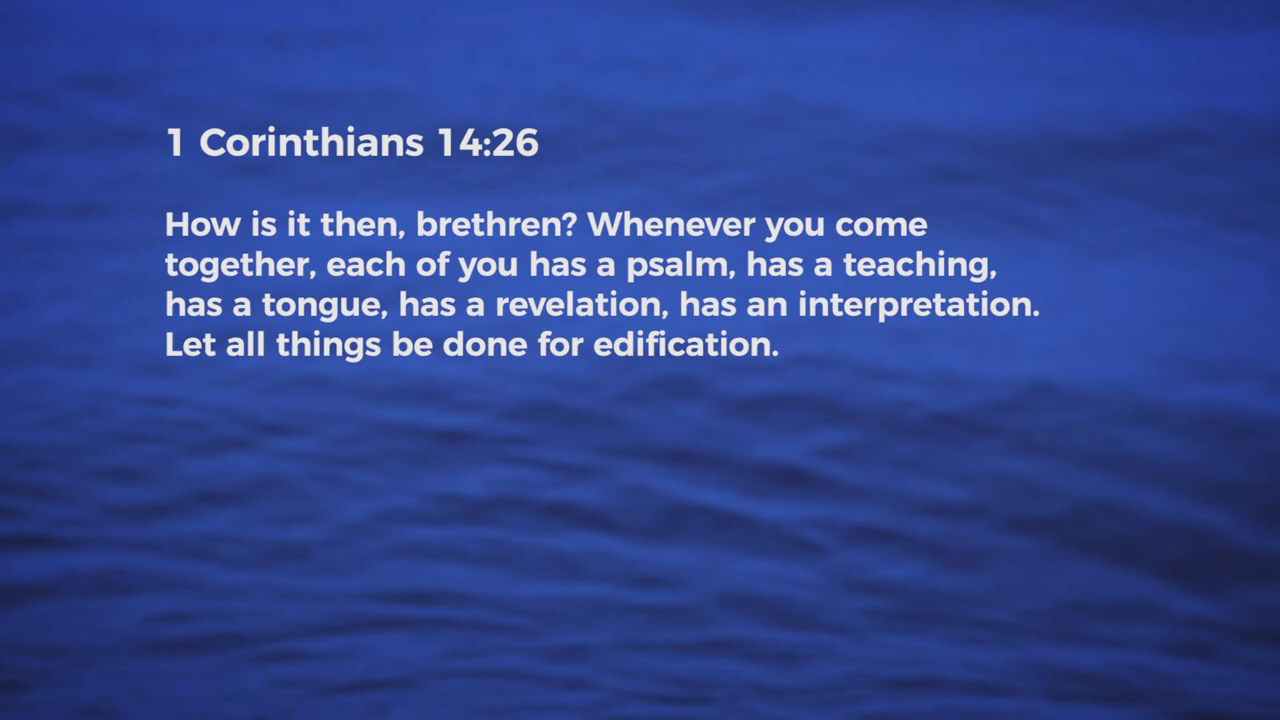 1 Corinthians 14:26
How is it then, brethren? Whenever you come
together, each of you has a psalm, has a teaching,
has a tongue, has a revelation, has an interpretation.
Let all things be done for edification.